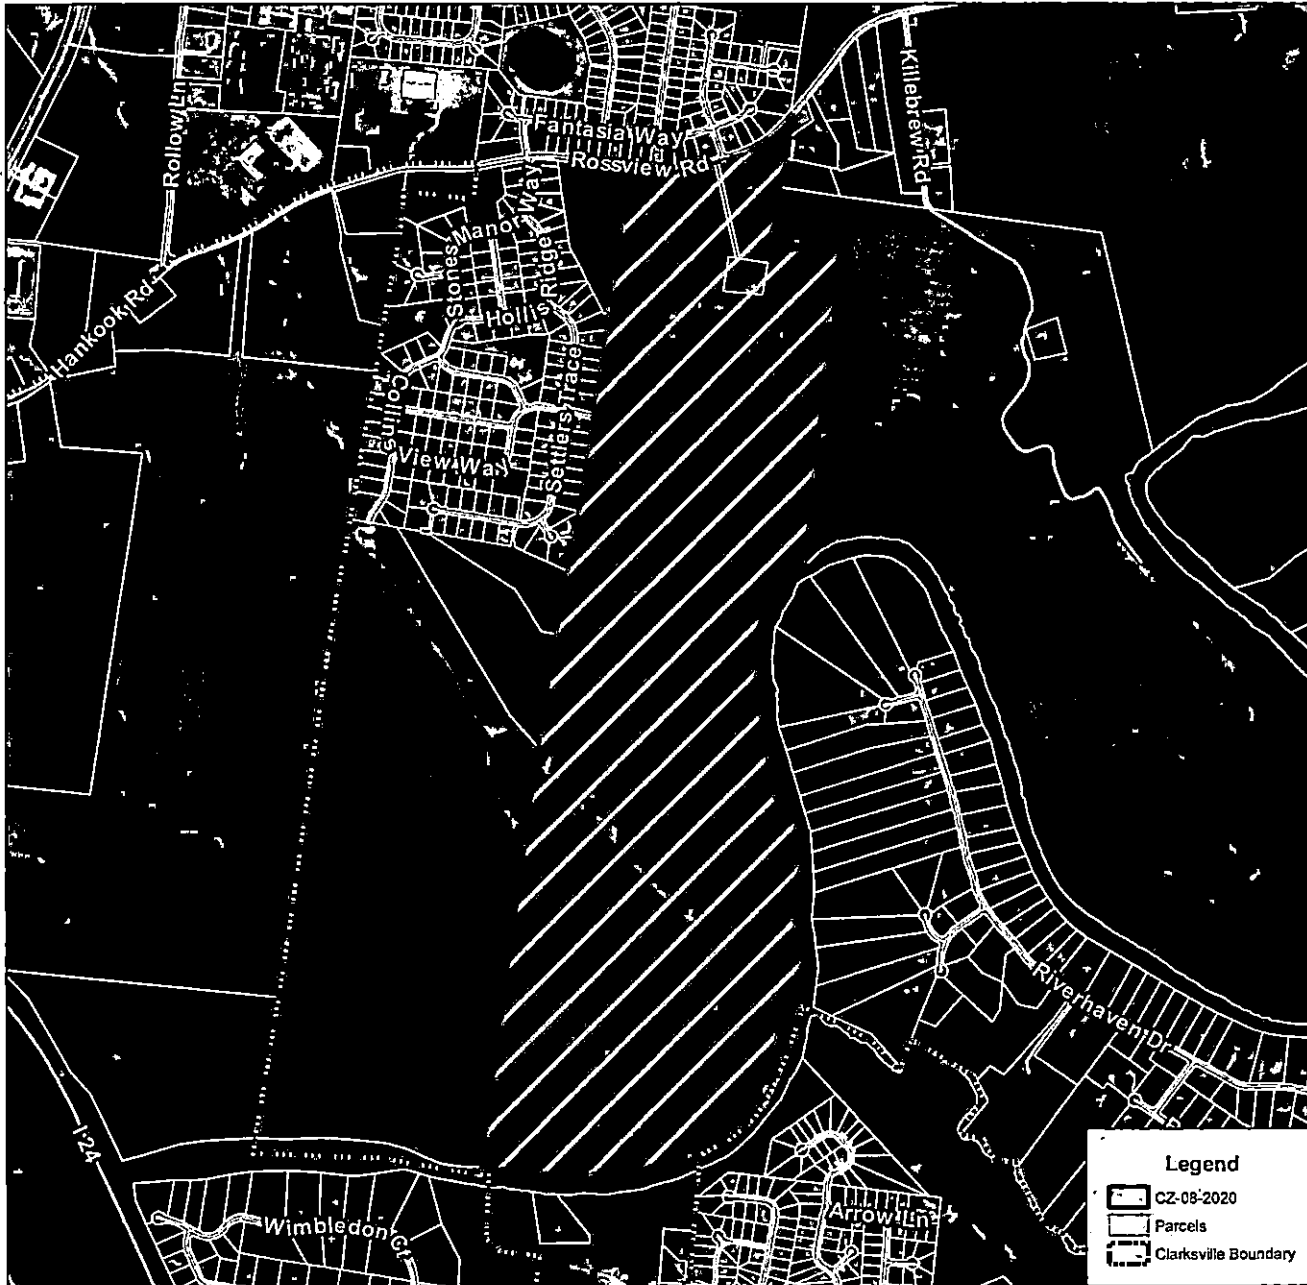 Rollow Ln
Killebrew Rd
Fantasia Way
Rossview Rd
Stones Manor Way
Hollis Ridge
Hankook Rd
Collins
View Way
Settlers Trace
Riverhaven Dr
I-24
Wimbledon Ct
Arrow Ln
Legend
CZ-08-2020
Parcels
Clarksville Boundary